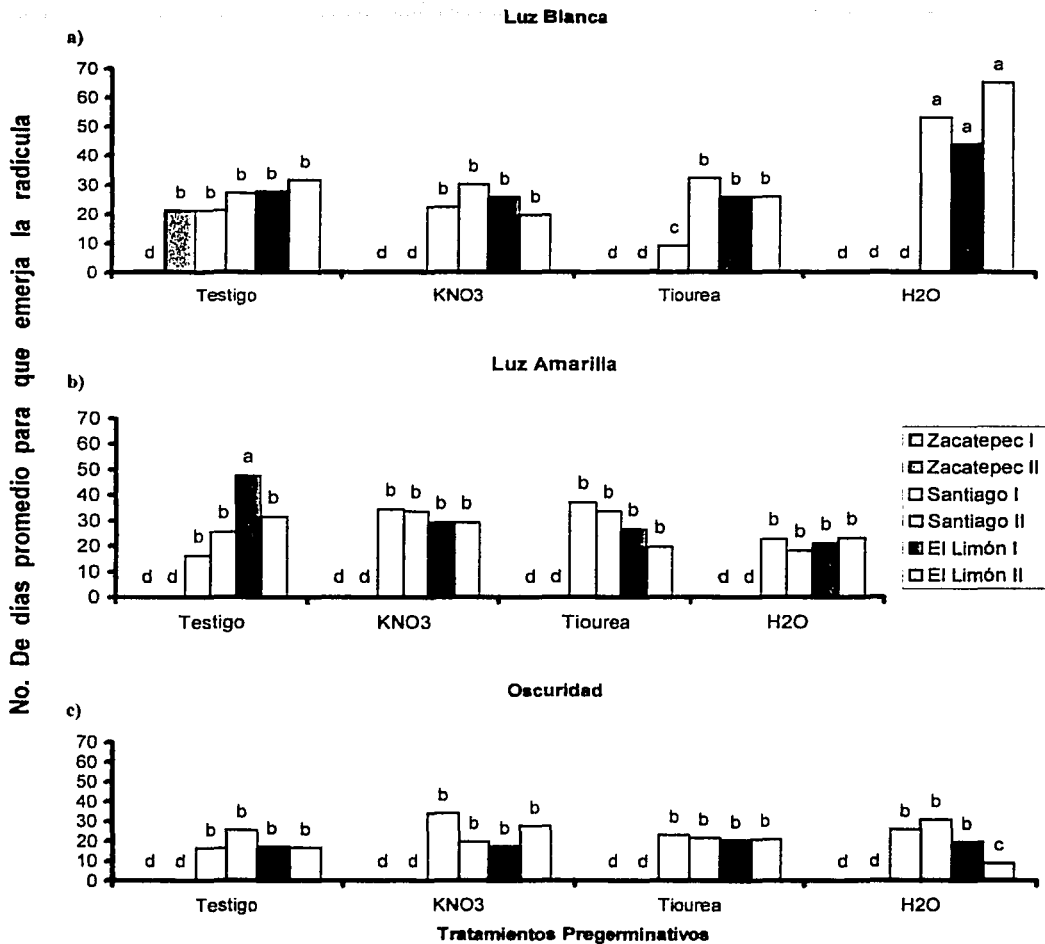 Luz Blanca
a)
70
60
50
40
30
20
10
0
d b b b b b
d d b b b b
d d c b b b
d d d a a a
Testigo KNO3 Tiourea H2O
No. De días promedio para que emerja la radícula
Luz Amarilla
b)
70
60
50
40
30
20
10
0
d d b b a b
d d b b b b
d d b b b b
d d b b b b
Testigo KNO3 Tiourea H2O
Zacatepec I
Zacatepec II
Santiago I
Santiago II
El Limón I
El Limón II
Oscuridad
c)
70
60
50
40
30
20
10
0
d d b b b b
d d b b b b
d d b b b b
d d b b b c
Testigo KNO3 Tiourea H2O
Tratamientos Pregerminativos